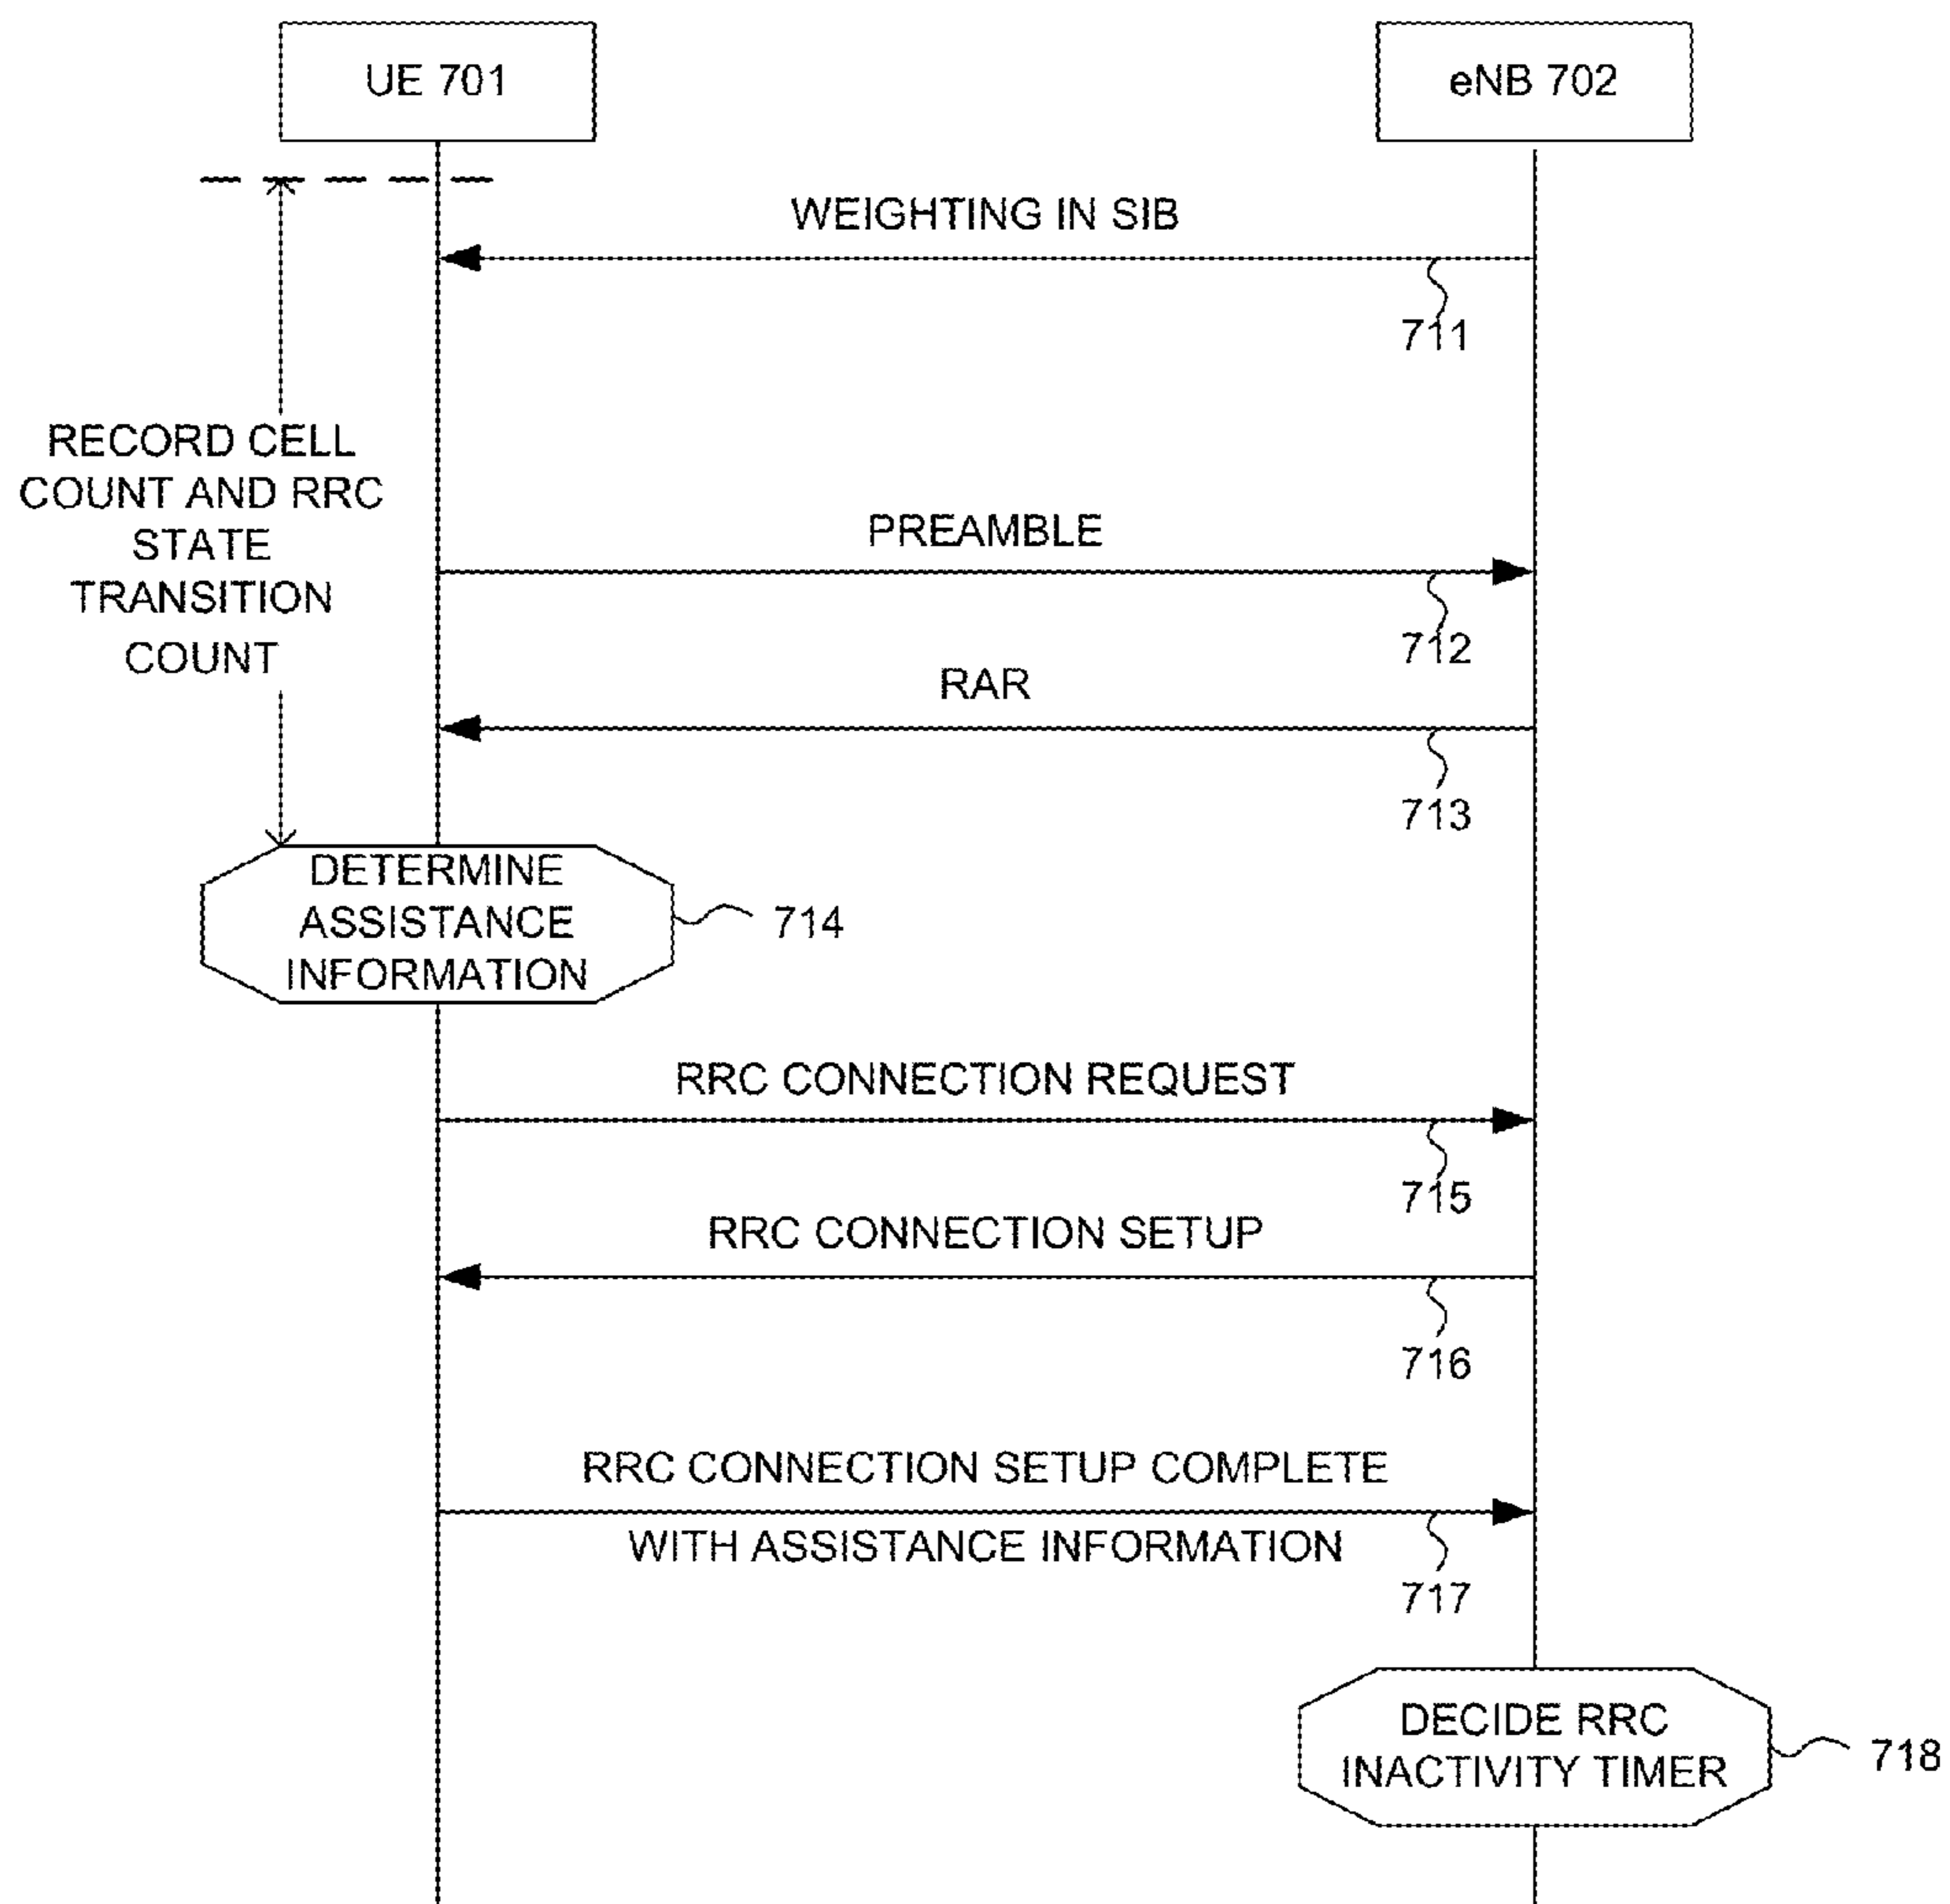 UE 701
eNB 702
WEIGHTING IN SIB
711
RECORD CELL
COUNT AND RRC
STATE
TRANSITION
COUNT
PREAMBLE
712
RAR
713
DETERMINE
ASSISTANCE
INFORMATION
714
RRC CONNECTION REQUEST
715
RRC CONNECTION SETUP
716
RRC CONNECTION SETUP COMPLETE
WITH ASSISTANCE INFORMATION
717
DECIDE RRC
INACTIVITY TIMER
718